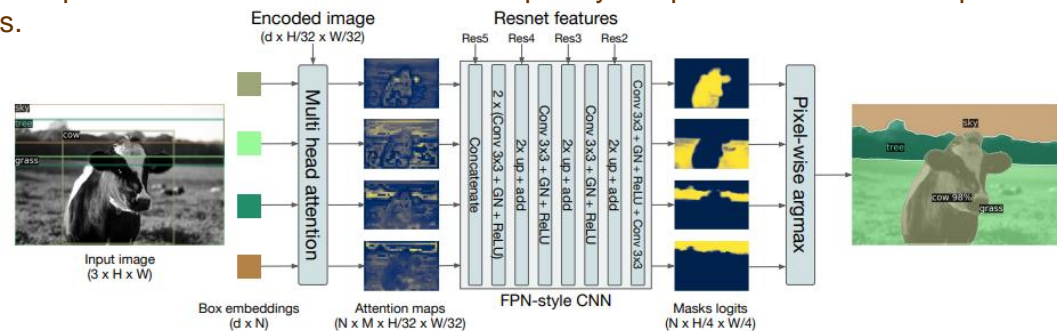 s.
Encoded image
(d x H/32 x W/32)
Resnet features
Res5
Res4
Res3
Res2
sky
tree
cow
grass
Input image
(3 x H x W)
Box embeddings
(d x N)
Multi head attention
Attention maps
(N x M x H/32 x W/32)
Concatenate
2 x (Conv 3x3 + GN + ReLU)
2x up + add
Conv 3x3 + GN + ReLU
2x up + add
Conv 3x3 + GN + ReLU
2x up + add
Conv 3x3 + GN + ReLU + Conv 3x3
FPN-style CNN
Masks logits
(N x H/4 x W/4)
Pixel-wise argmax
sky
tree
cow 98%
grass